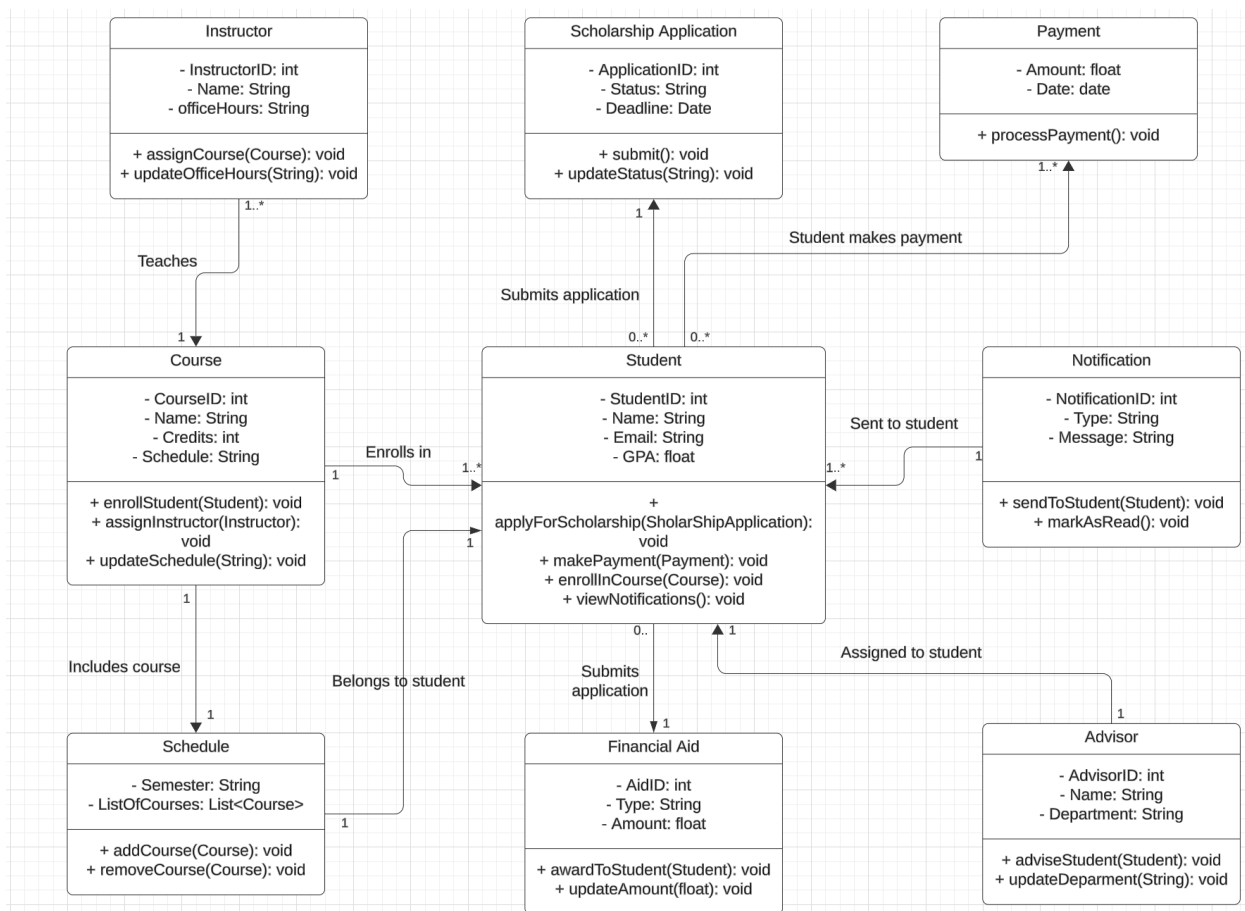 Instructor
- InstructorID: int
- Name: String
- officeHours: String
+ assignCourse(Course): void
+ updateOfficeHours(String): void
1..*
Scholarship Application
- ApplicationID: int
- Status: String
- Deadline: Date
+ submit(): void
+ updateStatus(String): void
1
Payment
- Amount: float
- Date: date
+ processPayment(): void
1..*
Teaches
1
Submits application
0..*
Student makes payment
0..*
Course
- CourseID: int
- Name: String
- Credits: int
- Schedule: String
+ enrollStudent(Student): void
+ assignInstructor(Instructor):
void
+ updateSchedule(String): void
Enrolls in
1
1..*
Student
- StudentID: int
- Name: String
- Email: String
- GPA: float
+
applyForScholarship(SholarShipApplication):
void
+ makePayment(Payment): void
+ enrollInCourse(Course): void
+ viewNotifications(): void
Sent to student
1..*
1
Notification
- NotificationID: int
- Type: String
- Message: String
+ sendToStudent(Student): void
+ markAsRead(): void
1
Includes course
1
Belongs to student
1
1
0..
Submits
application
1
1
Assigned to student
1
Schedule
- Semester: String
- ListOfCourses: List<Course>
+ addCourse(Course): void
+ removeCourse(Course): void
Financial Aid
- AidID: int
- Type: String
- Amount: float
+ awardToStudent(Student): void
+ updateAmount(float): void
Advisor
- AdvisorID: int
- Name: String
- Department: String
+ adviseStudent(Student): void
+ updateDeparment(String): void